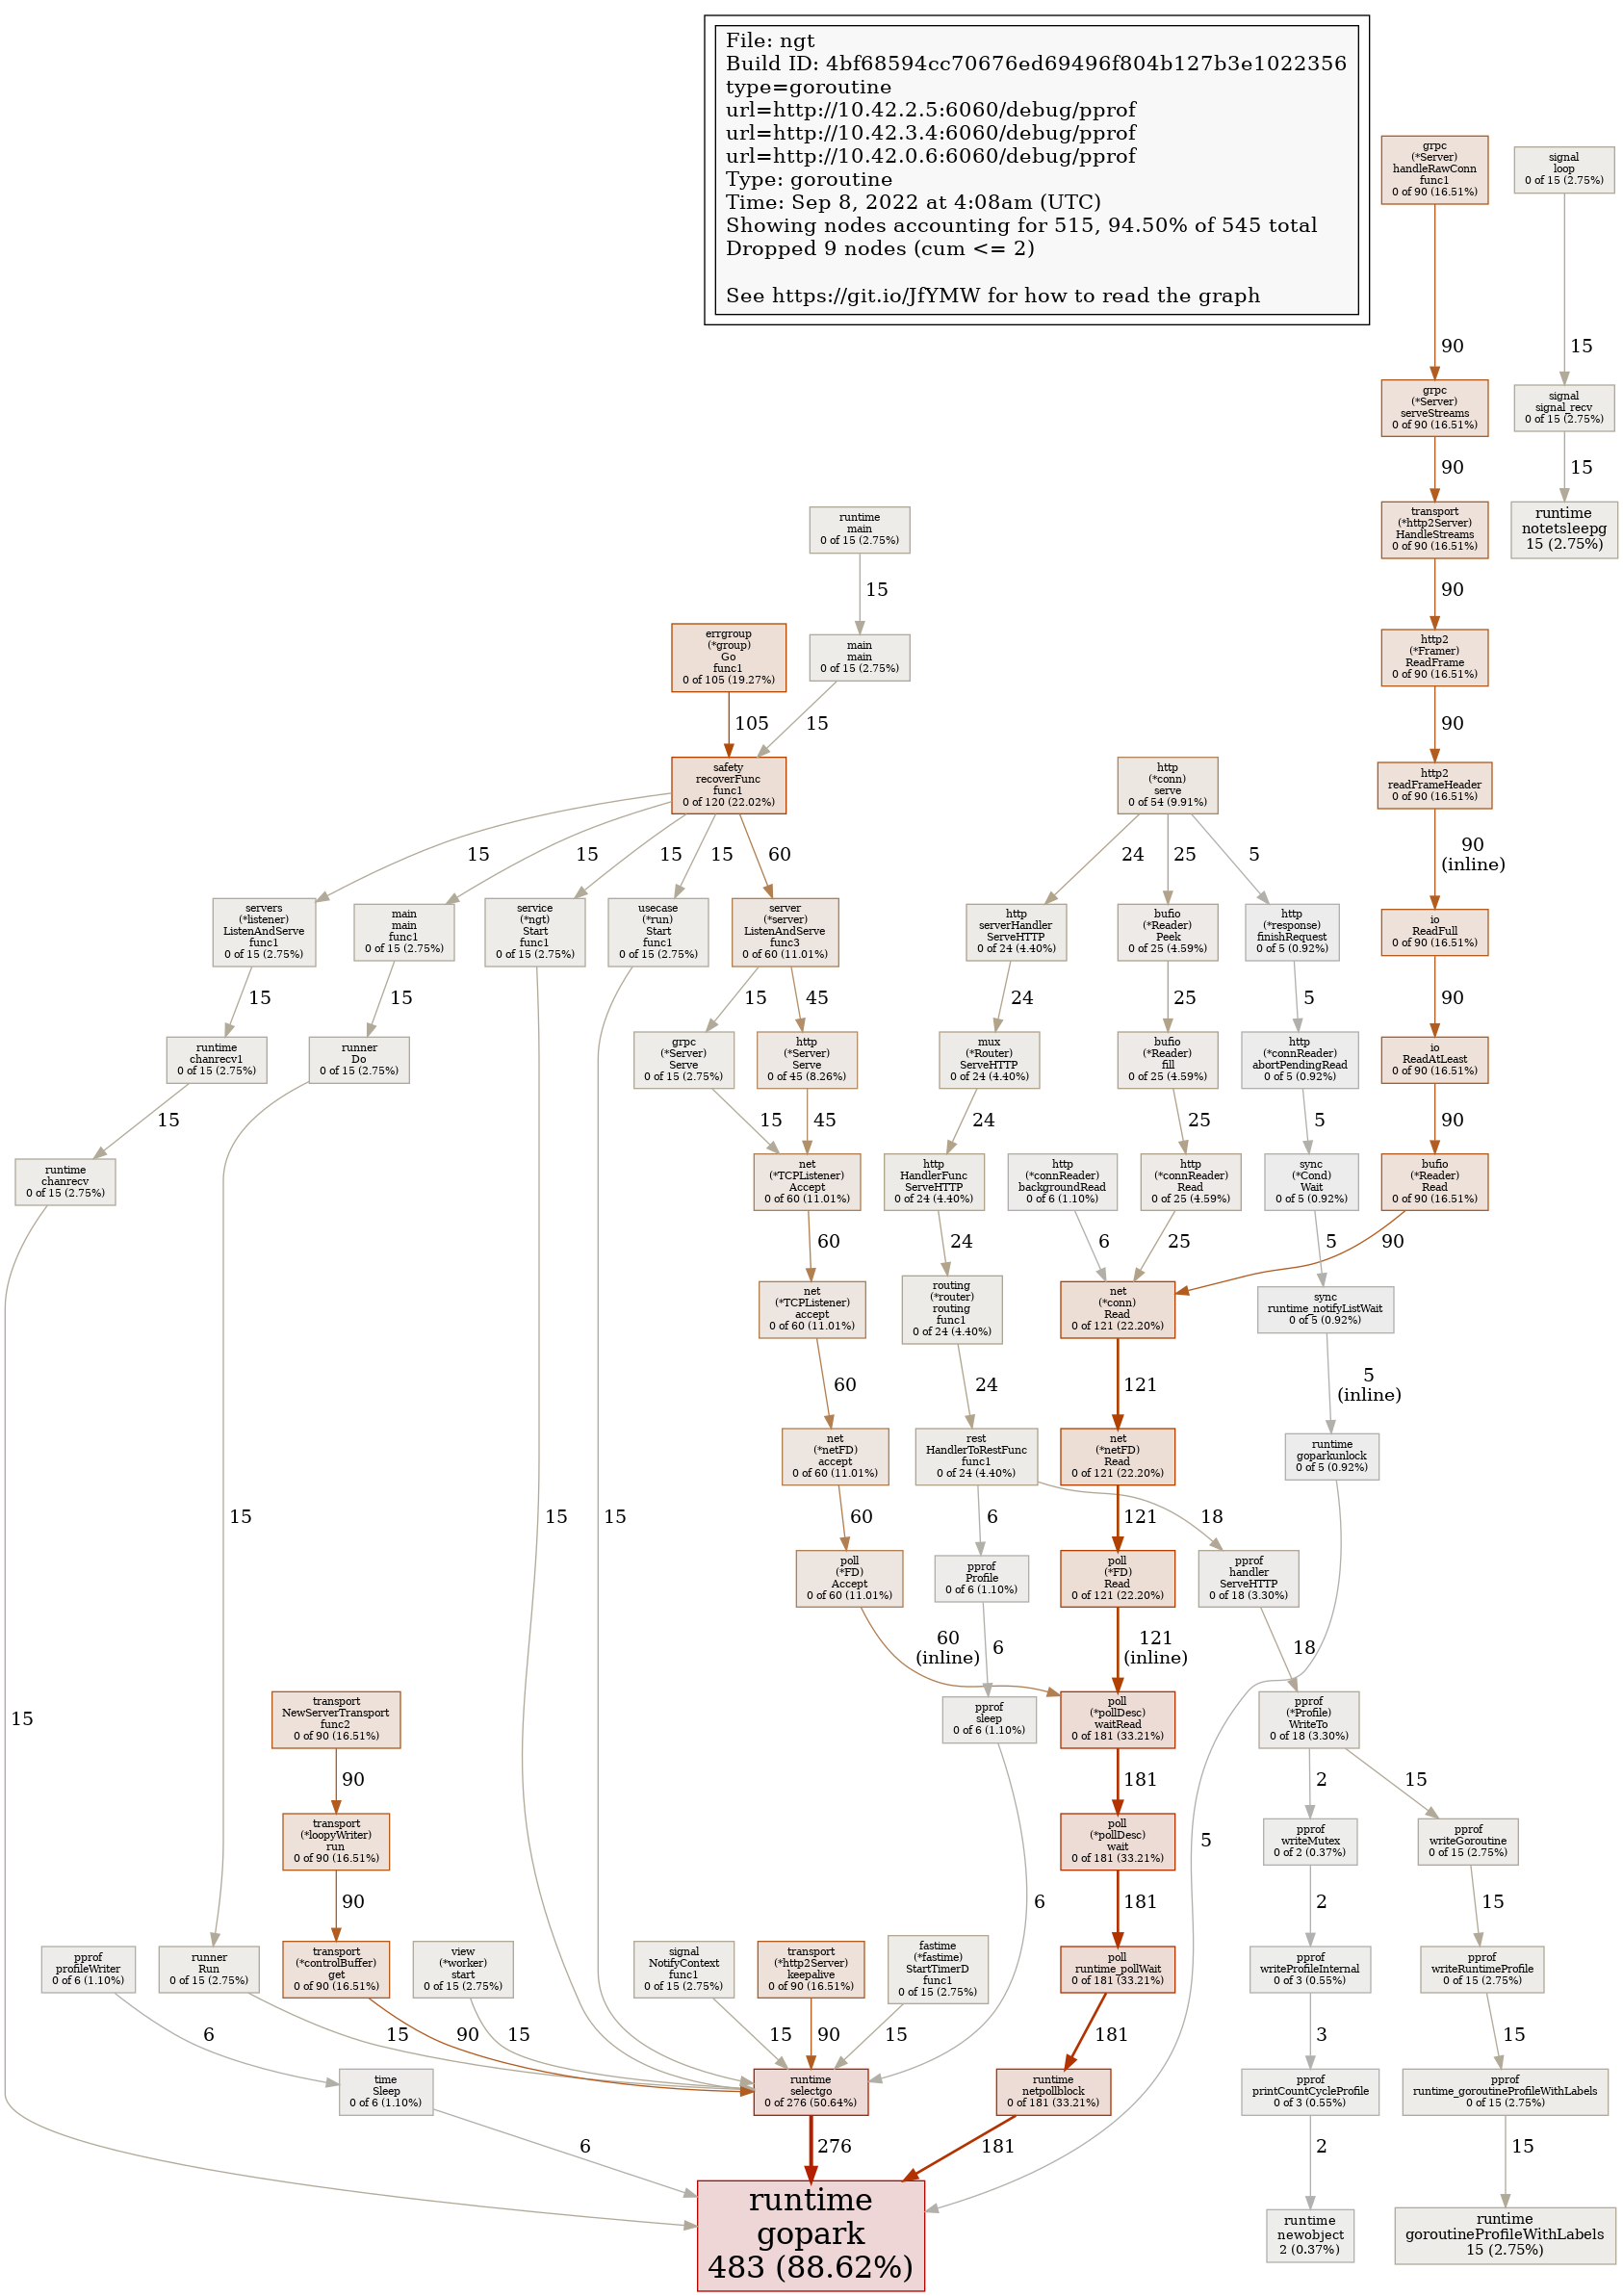 File: ngt
Build ID: 4bf68594cc70676ed69496f804b127b3e1022356
type=goroutine
url=http://10.42.2.5:6060/debug/pprof
url=http://10.42.3.4:6060/debug/pprof
url=http://10.42.0.6:6060/debug/pprof
Type: goroutine
Time: Sep 8, 2022 at 4:08am (UTC)
Showing nodes accounting for 515, 94.50% of 545 total
Dropped 9 nodes (cum <= 2)
See https://git.io/JfYMW for how to read the graph
grpc
(*Server)
handleRawConn
func1
0 of 90 (16.51%)
signal
loop
0 of 15 (2.75%)
90
15
grpc
(*Server)
serveStreams
0 of 90 (16.51%)
signal
signal_recv
0 of 15 (2.75%)
90
15
runtime
main
0 of 15 (2.75%)
transport
(*http2Server)
HandleStreams
0 of 90 (16.51%)
runtime
notetsleepg
15 (2.75%)
15
90
errgroup
(*group)
Go
func1
0 of 105 (19.27%)
main
main
0 of 15 (2.75%)
http2
(*Framer)
ReadFrame
0 of 90 (16.51%)
105
15
90
safety
recoverFunc
func1
0 of 120 (22.02%)
http
(*conn)
serve
0 of 54 (9.91%)
http2
readFrameHeader
0 of 90 (16.51%)
15
15
15
15
60
24
25
5
90
(inline)
servers
(*listener)
ListenAndServe
func1
0 of 15 (2.75%)
main
main
func1
0 of 15 (2.75%)
service
(*ngt)
Start
func1
0 of 15 (2.75%)
usecase
(*run)
Start
func1
0 of 15 (2.75%)
server
(*server)
ListenAndServe
func3
0 of 60 (11.01%)
http
serverHandler
ServeHTTP
0 of 24 (4.40%)
bufio
(*Reader)
Peek
0 of 25 (4.59%)
http
(*response)
finishRequest
0 of 5 (0.92%)
io
ReadFull
0 of 90 (16.51%)
15
15
15
45
24
25
5
90
runtime
chanrecv1
0 of 15 (2.75%)
runner
Do
0 of 15 (2.75%)
grpc
(*Server)
Serve
0 of 15 (2.75%)
http
(*Server)
Serve
0 of 45 (8.26%)
mux
(*Router)
ServeHTTP
0 of 24 (4.40%)
bufio
(*Reader)
fill
0 of 25 (4.59%)
http
(*connReader)
abortPendingRead
0 of 5 (0.92%)
io
ReadAtLeast
0 of 90 (16.51%)
15
15
45
24
25
5
90
runtime
chanrecv
0 of 15 (2.75%)
net
(*TCPListener)
Accept
0 of 60 (11.01%)
http
HandlerFunc
ServeHTTP
0 of 24 (4.40%)
http
(*connReader)
backgroundRead
0 of 6 (1.10%)
http
(*connReader)
Read
0 of 25 (4.59%)
sync
(*Cond)
Wait
0 of 5 (0.92%)
bufio
(*Reader)
Read
0 of 90 (16.51%)
60
24
6
25
5
90
net
(*TCPListener)
accept
0 of 60 (11.01%)
routing
(*router)
routing
func1
0 of 24 (4.40%)
net
(*conn)
Read
0 of 121 (22.20%)
sync
runtime_notifyListWait
0 of 5 (0.92%)
60
24
121
5
(inline)
net
(*netFD)
accept
0 of 60 (11.01%)
rest
HandlerToRestFunc
func1
0 of 24 (4.40%)
net
(*netFD)
Read
0 of 121 (22.20%)
runtime
goparkunlock
0 of 5 (0.92%)
15
15
15
60
6
121
18
poll
(*FD)
Accept
0 of 60 (11.01%)
pprof
Profile
0 of 6 (1.10%)
poll
(*FD)
Read
0 of 121 (22.20%)
pprof
handler
ServeHTTP
0 of 18 (3.30%)
60
(inline)
6
121
(inline)
18
15
transport
NewServerTransport
func2
0 of 90 (16.51%)
pprof
sleep
0 of 6 (1.10%)
poll
(*pollDesc)
waitRead
0 of 181 (33.21%)
pprof
(*Profile)
WriteTo
0 of 18 (3.30%)
90
181
2
15
transport
(*loopyWriter)
run
0 of 90 (16.51%)
poll
(*pollDesc)
wait
0 of 181 (33.21%)
5
pprof
writeMutex
0 of 2 (0.37%)
pprof
writeGoroutine
0 of 15 (2.75%)
90
6
181
2
15
pprof
profileWriter
0 of 6 (1.10%)
runner
Run
0 of 15 (2.75%)
transport
(*controlBuffer)
get
0 of 90 (16.51%)
view
(*worker)
start
0 of 15 (2.75%)
signal
NotifyContext
func1
0 of 15 (2.75%)
transport
(*http2Server)
keepalive
0 of 90 (16.51%)
fastime
(*fastime)
StartTimerD
func1
0 of 15 (2.75%)
poll
runtime_pollWait
0 of 181 (33.21%)
pprof
writeProfileInternal
0 of 3 (0.55%)
pprof
writeRuntimeProfile
0 of 15 (2.75%)
6
15
90
15
15
90
15
181
3
15
time
Sleep
0 of 6 (1.10%)
runtime
selectgo
0 of 276 (50.64%)
runtime
netpollblock
0 of 181 (33.21%)
pprof
printCountCycleProfile
0 of 3 (0.55%)
pprof
runtime_goroutineProfileWithLabels
0 of 15 (2.75%)
6
276
181
2
15
runtime
gopark
483 (88.62%)
runtime
newobject
2 (0.37%)
runtime
goroutineProfileWithLabels
15 (2.75%)